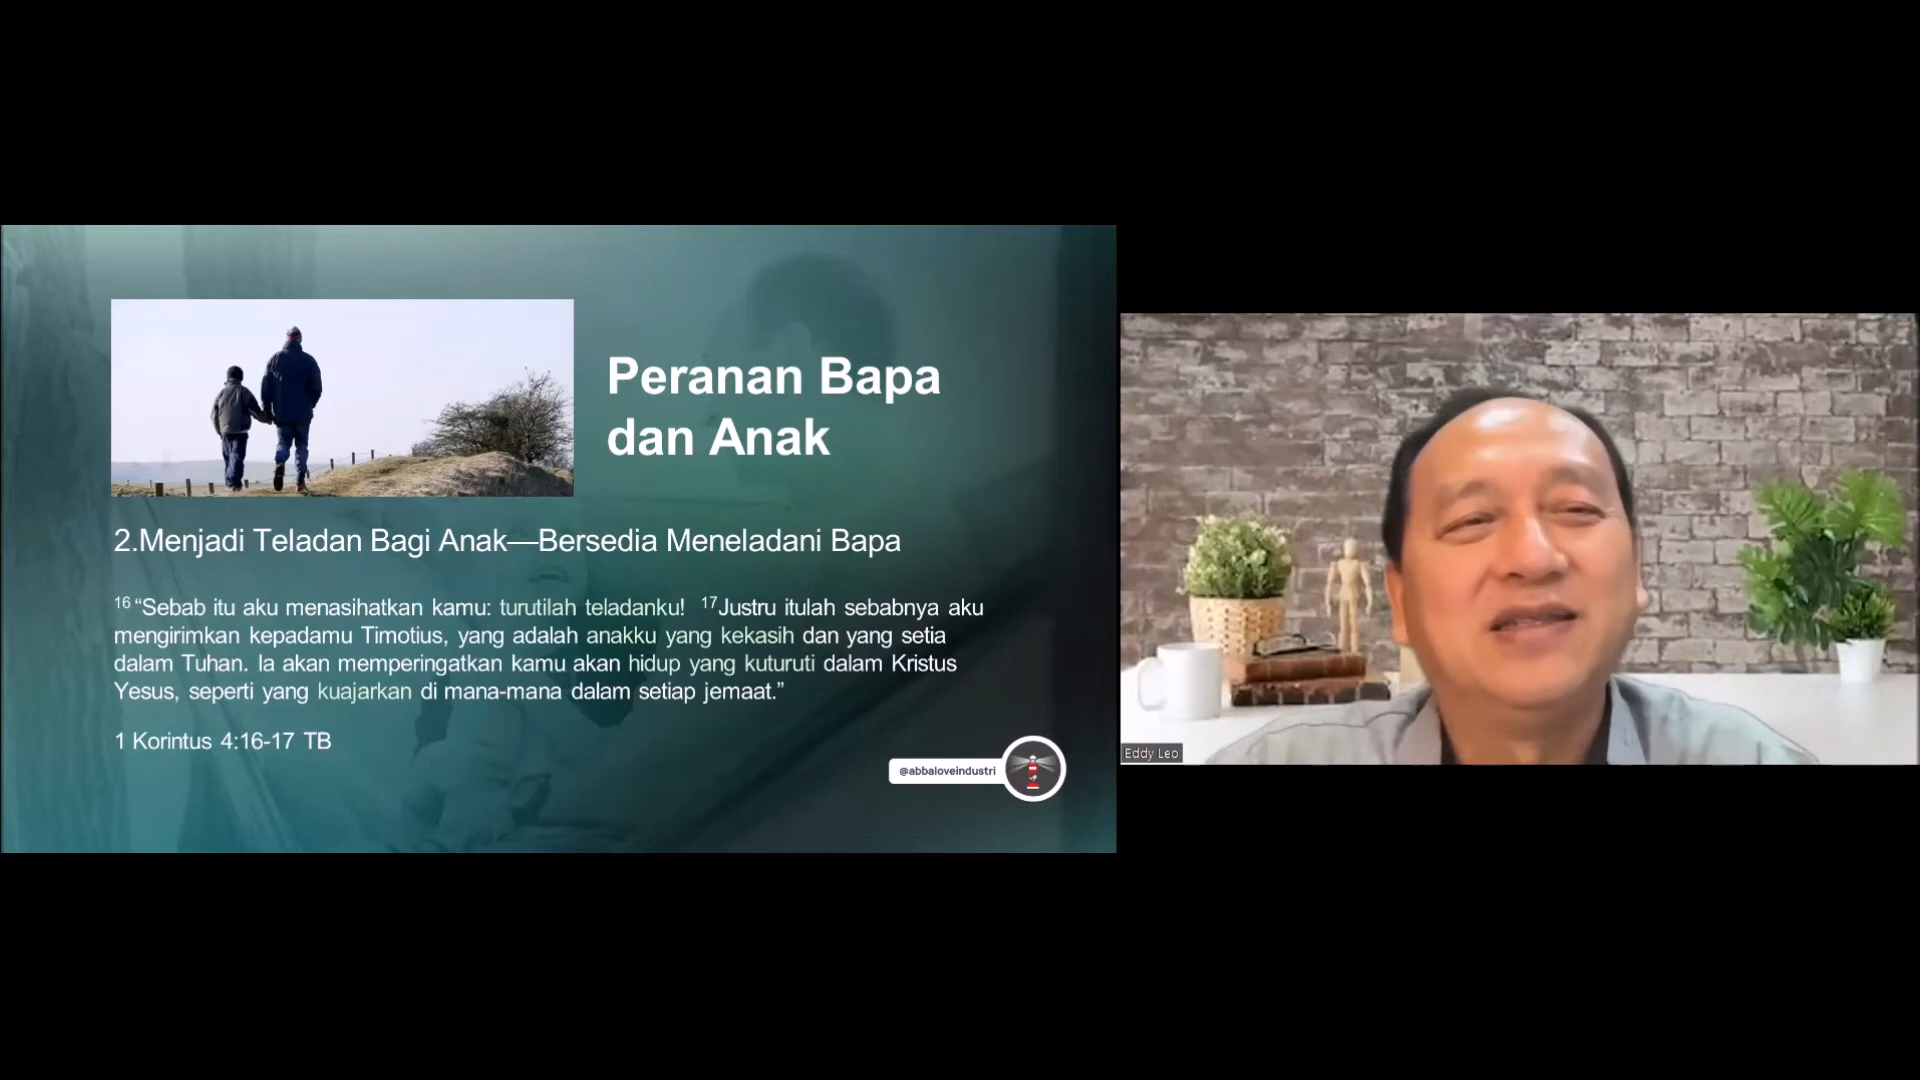 Peranan Bapa
dan Anak
2.Menjadi Teladan Bagi Anak—Bersedia Meneladani Bapa
16 “Sebab itu aku menasihatkan kamu: turutilah teladanku! 17Justru itulah sebabnya aku
mengirimkan kepadamu Timotius, yang adalah anakku yang kekasih dan yang setia
dalam Tuhan. Ia akan memperingatkan kamu akan hidup yang kuturuti dalam Kristus
Yesus, seperti yang kuajarkan di mana-mana dalam setiap jemaat.”
1 Korintus 4:16-17 TB
@abbaloveindustri
Eddy Leo